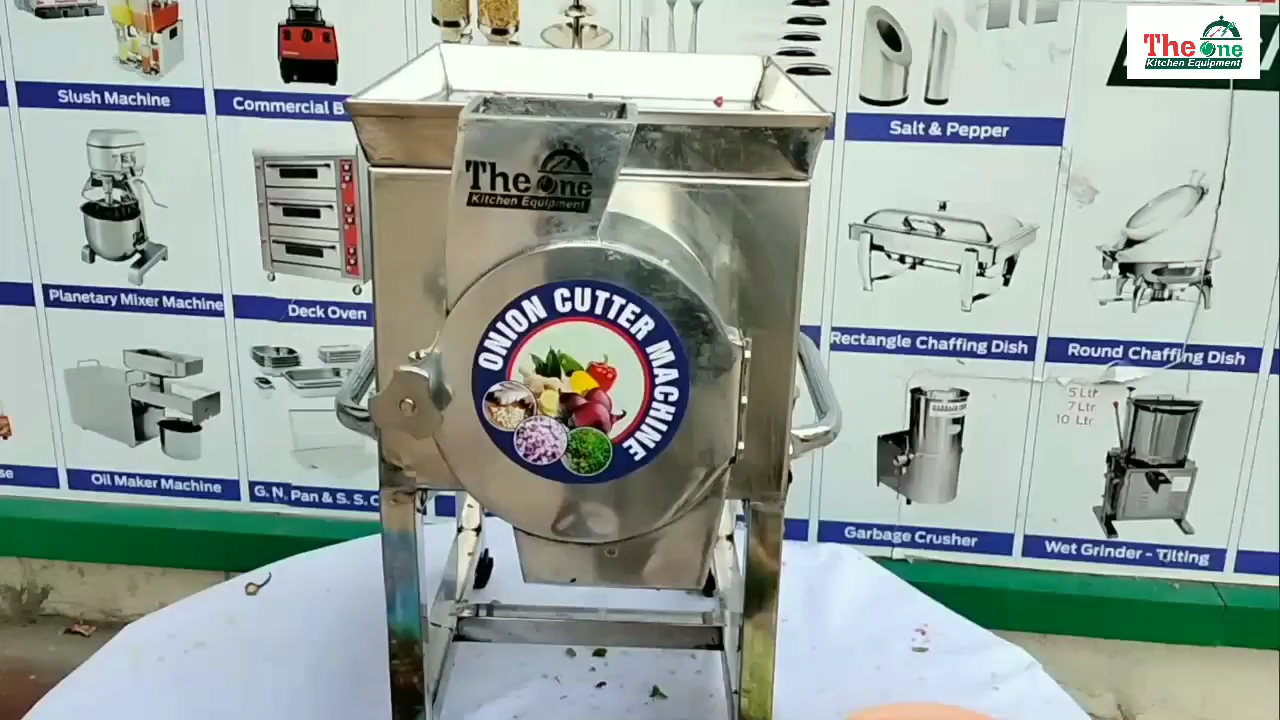 The One
Kitchen Equipment
Slush Machine
Commercial B
Salt & Pepper
The One
Kitchen Equipment
Planetary Mixer Machine
Deck Oven
ONION CUTTER MACHINE
Rectangle Chaffing Dish
Round Chaffing Dish
5 Ltr
7 Ltr
10 Ltr
GARBAGE
se
Oil Maker Machine
G. N. Pan & S. S. C
Garbage Crusher
Wet Grinder - Tilting